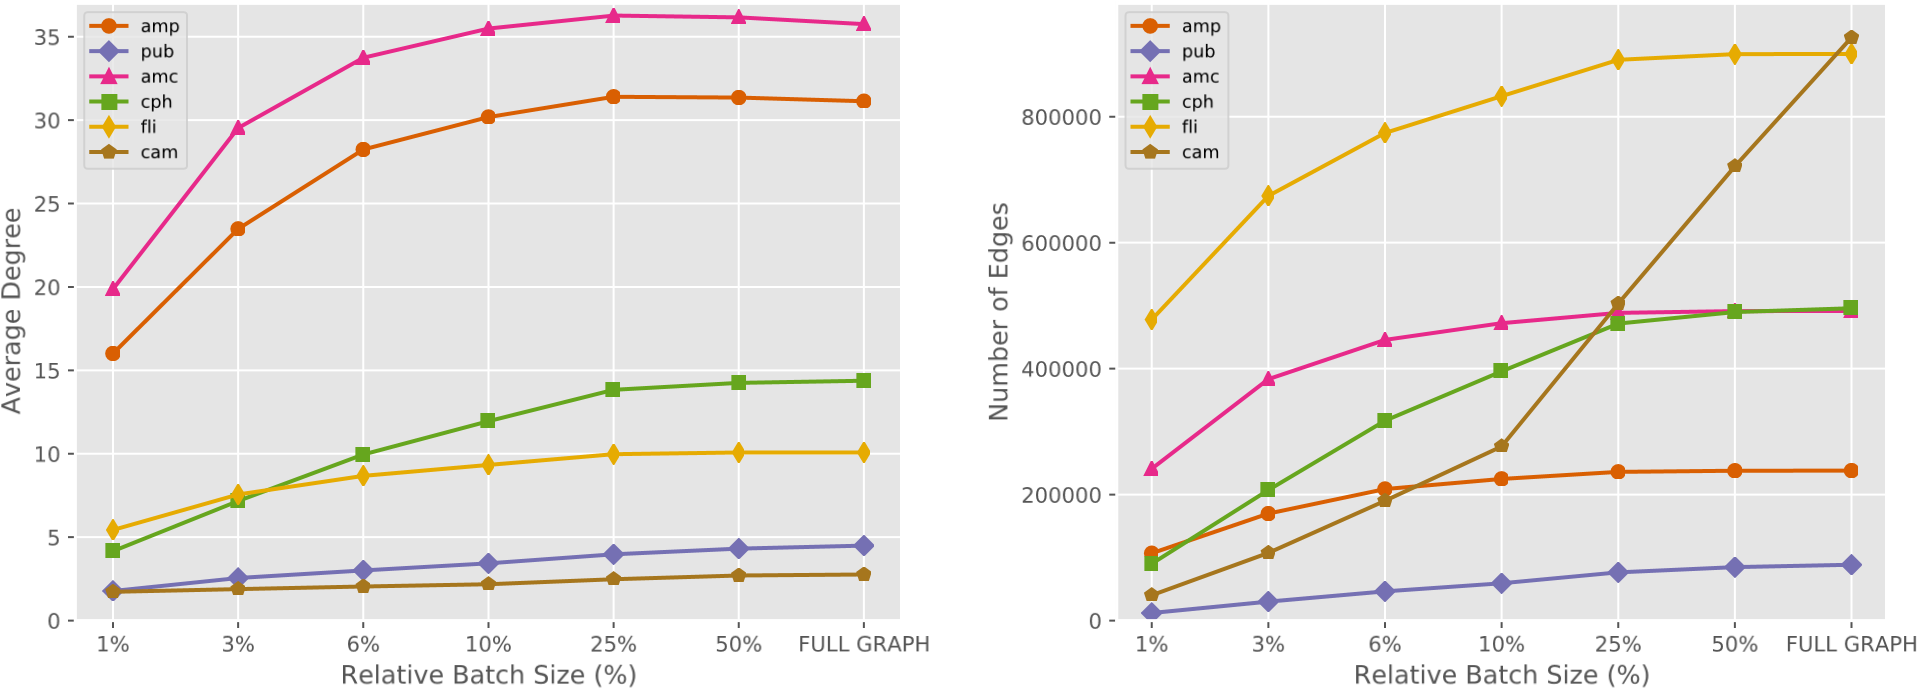 amp
pub
amc
cph
fli
cam
35
30
25
20
15
10
5
0
Average Degree
1% 3% 6% 10% 25% 50% FULL GRAPH
Relative Batch Size (%)
amp
pub
amc
cph
fli
cam
800000
600000
400000
200000
0
Number of Edges
1% 3% 6% 10% 25% 50% FULL GRAPH
Relative Batch Size (%)